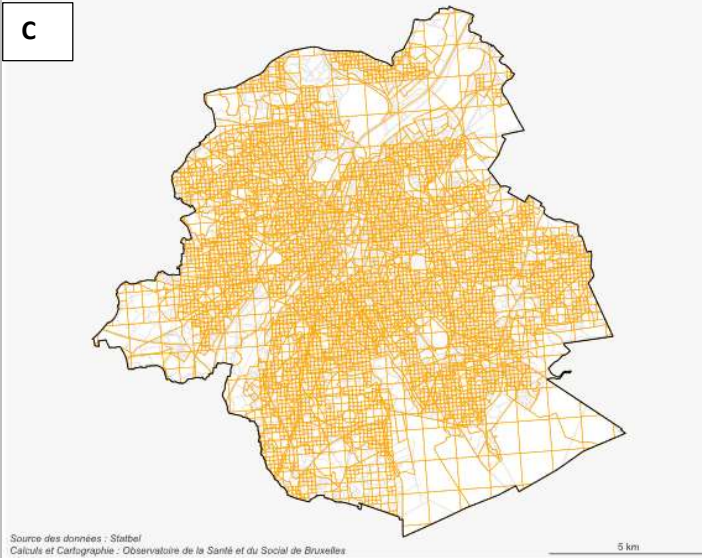 C
Source des données : Statbel
Calculs et Cartographie : Observatoire de la Santé et du Social de Bruxelles
5 km